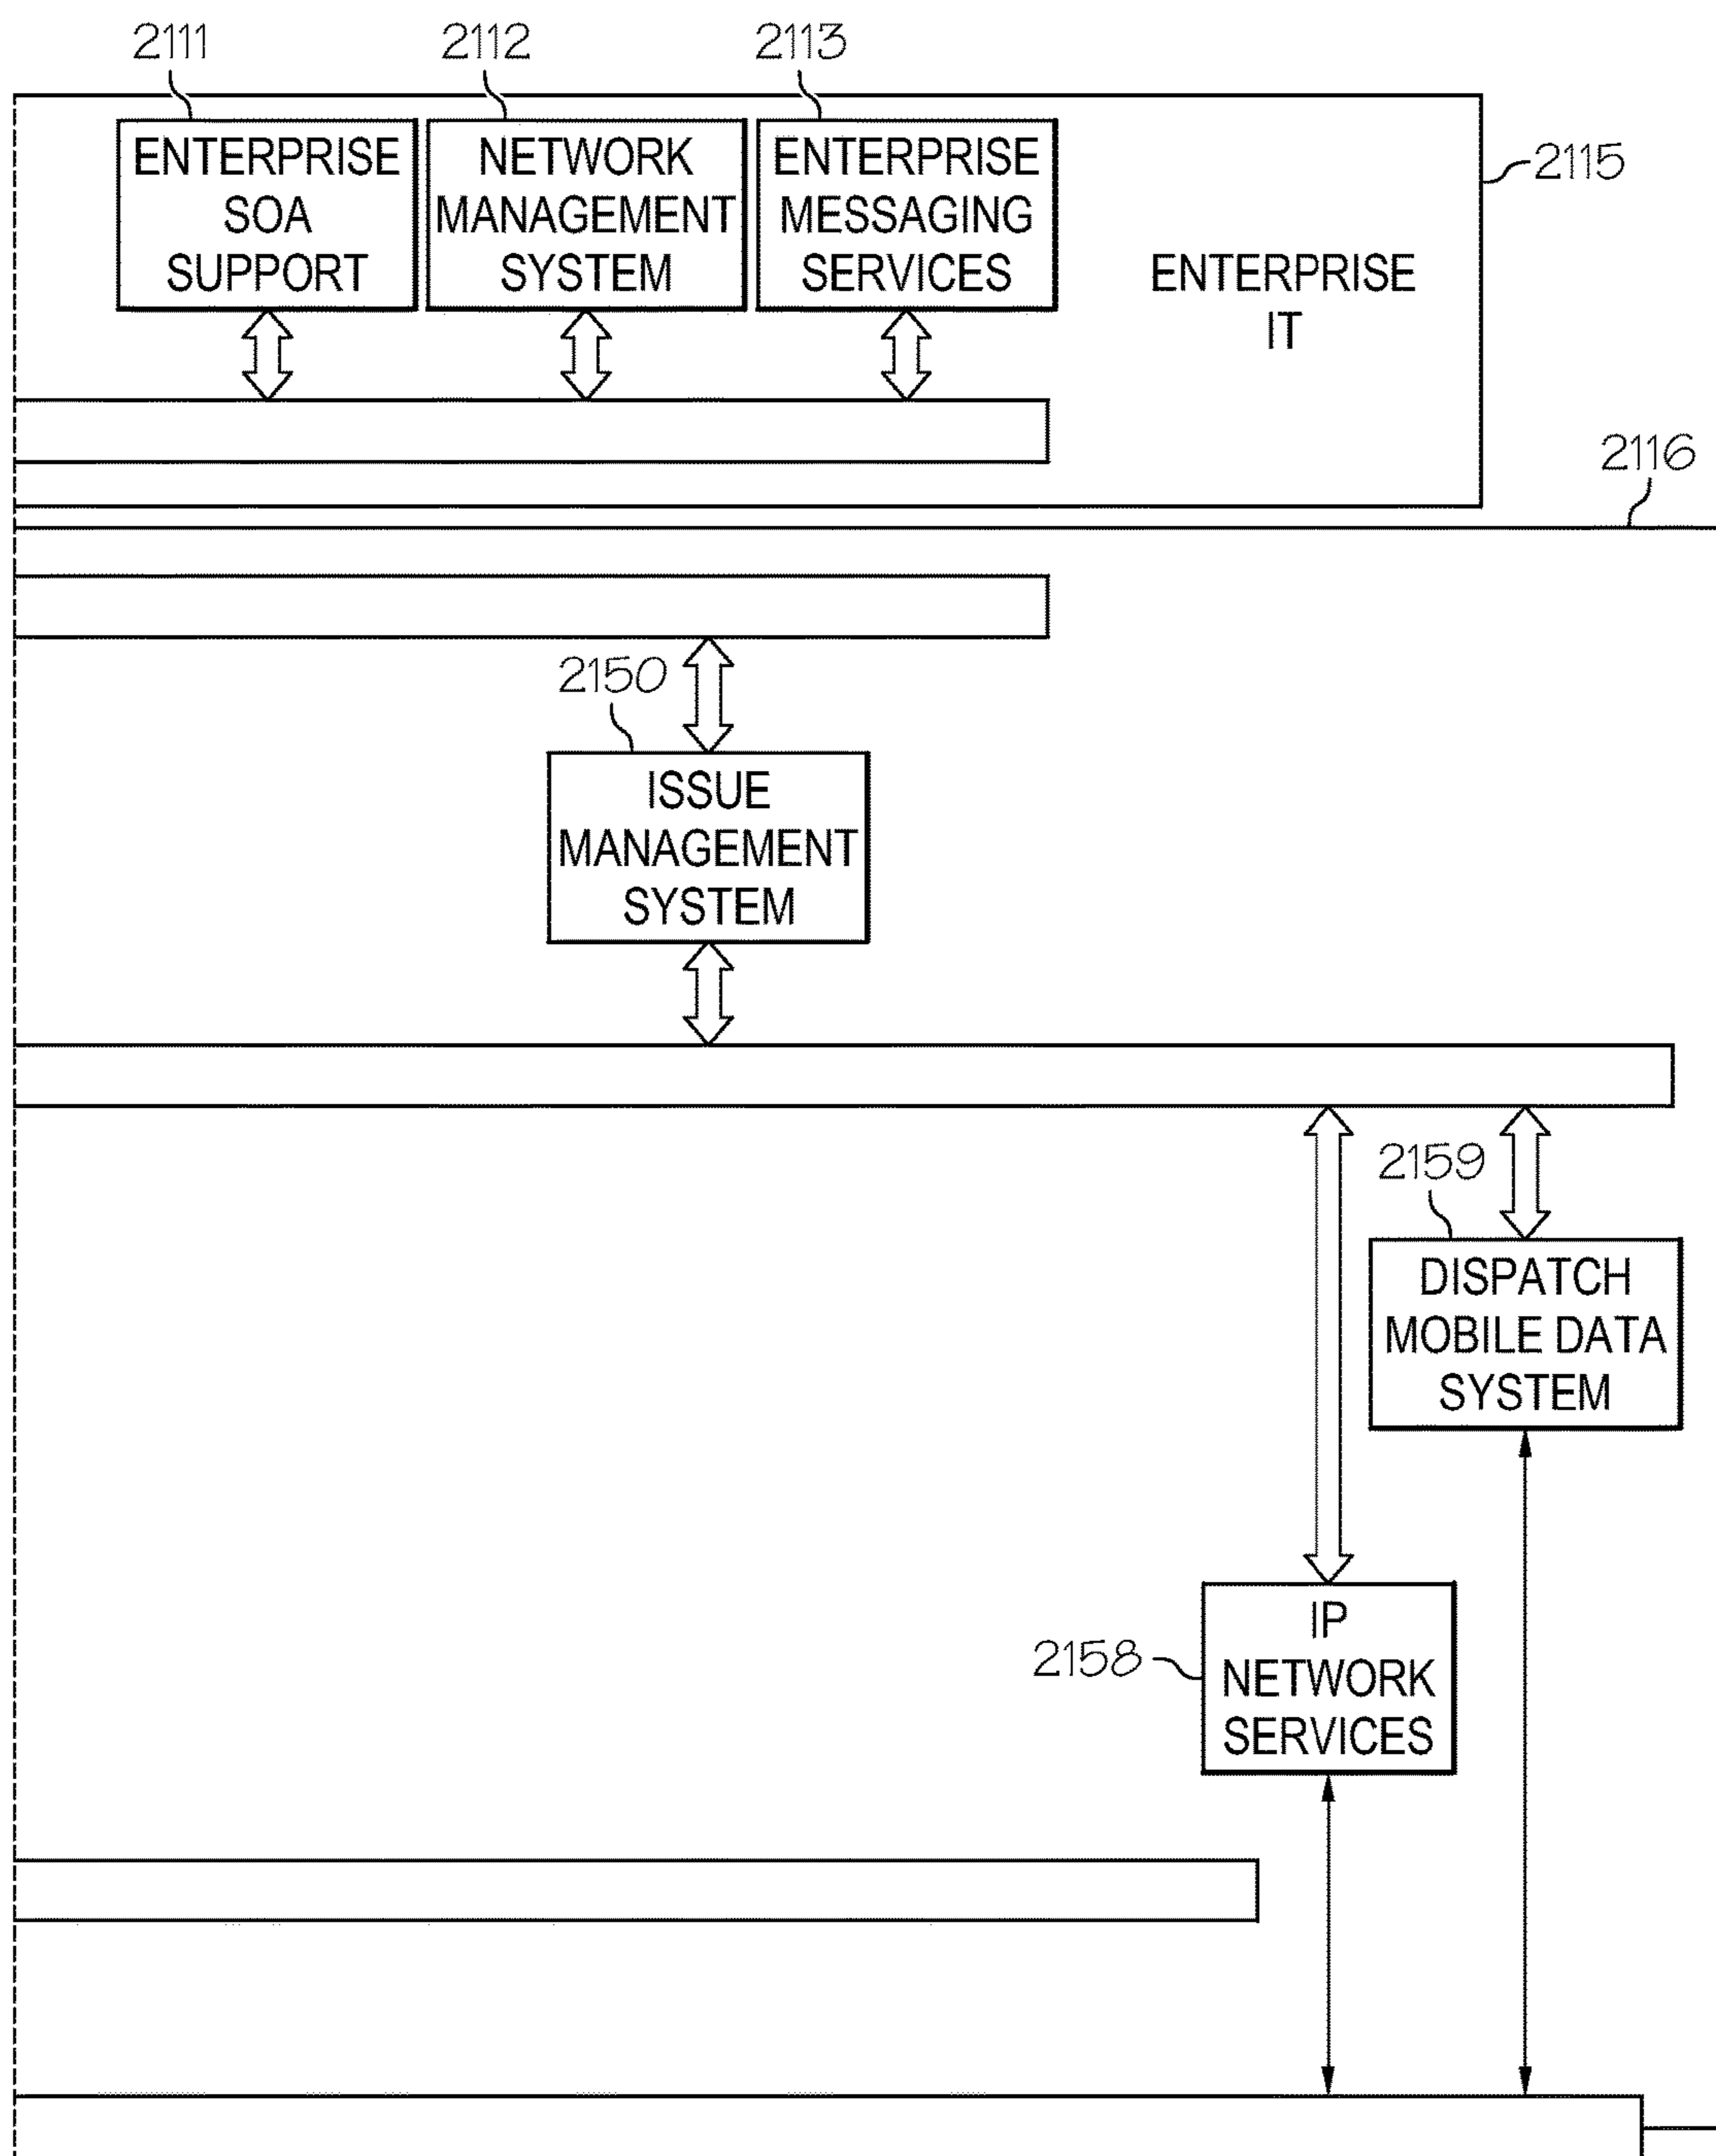 2111
2112
2113
ENTERPRISE
SOA
SUPPORT
NETWORK
MANAGEMENT
SYSTEM
ENTERPRISE
MESSAGING
SERVICES
2115
ENTERPRISE
IT
2116
2150
ISSUE
MANAGEMENT
SYSTEM
2159
DISPATCH
MOBILE DATA
SYSTEM
2158
IP
NETWORK
SERVICES